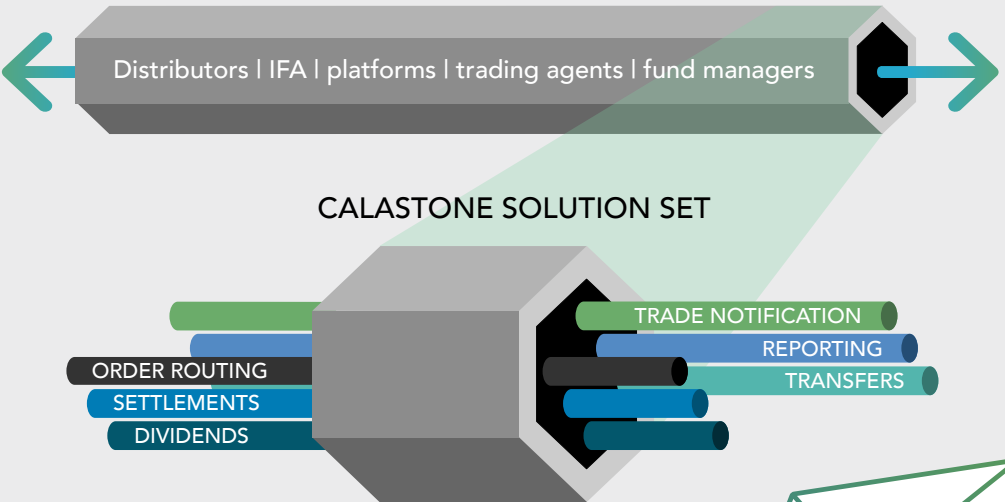 Distributors | IFA | platforms | trading agents | fund managers
CALASTONE SOLUTION SET
TRADE NOTIFICATION
REPORTING
ORDER ROUTING
TRANSFERS
SETTLEMENTS
DIVIDENDS